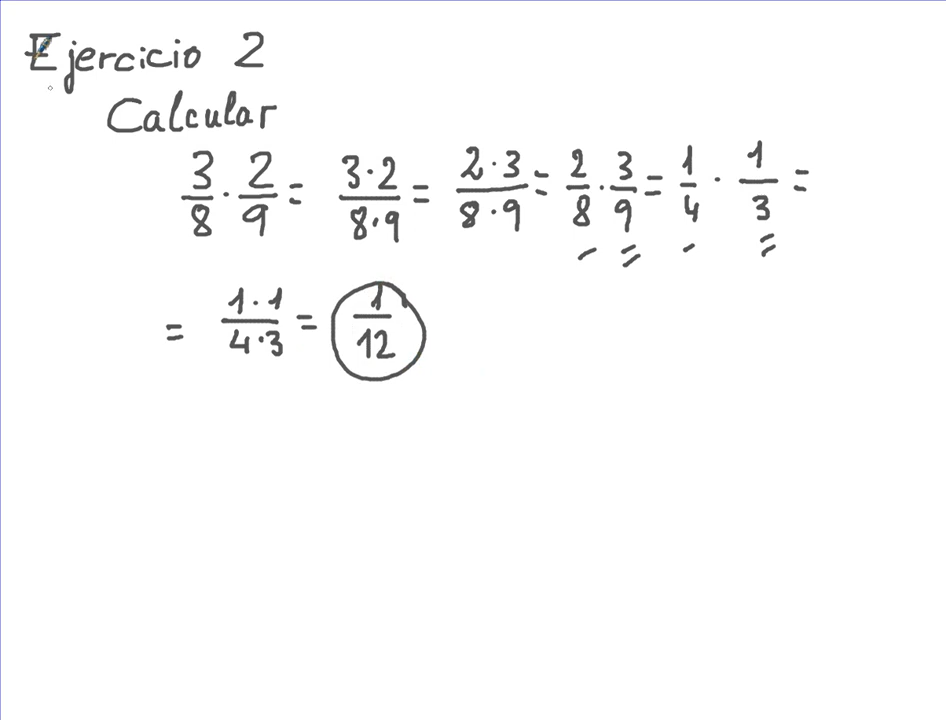 Ejercicio 2
Calcular
3/8 · 2/9 = 3·2/8·9 = 2·3/8·9 = 2/8 · 3/9 = 1/4 · 1/3 =
= 1·1/4·3 = 1/12